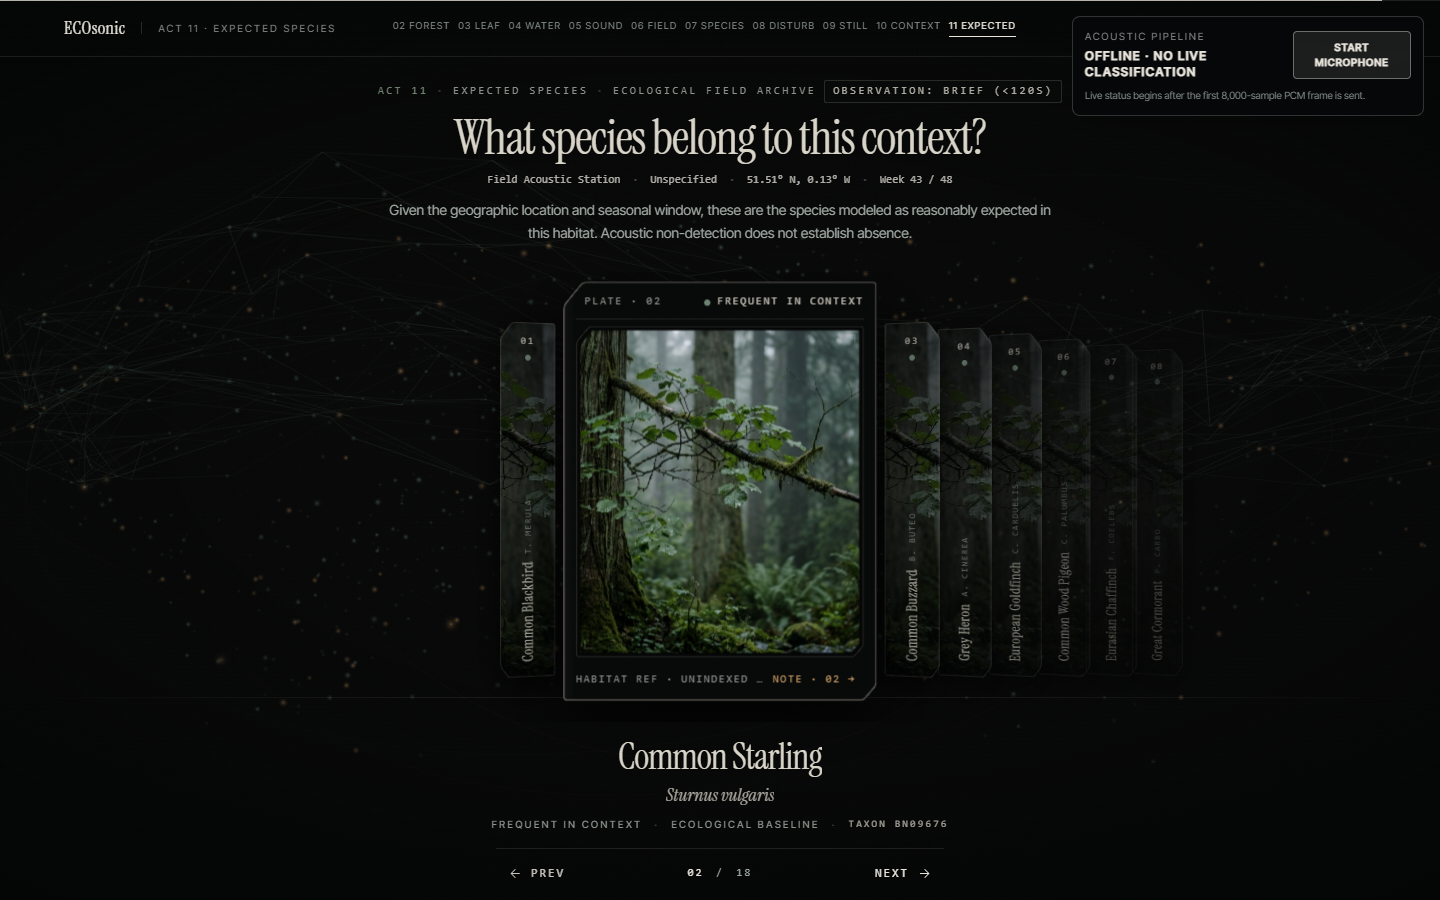 ECOsonic
ACT 11 · EXPECTED SPECIES
02 FOREST 03 LEAF 04 WATER 05 SOUND 06 FIELD 07 SPECIES 08 DISTURB 09 STILL 10 CONTEXT 11 EXPECTED
ACOUSTIC PIPELINE
OFFLINE · NO LIVE
CLASSIFICATION
START
MICROPHONE
Live status begins after the first 8,000-sample PCM frame is sent.
ACT 11 · EXPECTED SPECIES · ECOLOGICAL FIELD ARCHIVE OBSERVATION: BRIEF (<120S)
What species belong to this context?
Field Acoustic Station · Unspecified · 51.51° N, 0.13° W · Week 43 / 48
Given the geographic location and seasonal window, these are the species modeled as reasonably expected in
this habitat. Acoustic non-detection does not establish absence.
01
Common Blackbird T. MERULA
PLATE · 02 FREQUENT IN CONTEXT
HABITAT REF · UNINDEXED … NOTE · 02 →
03
Common Buzzard B. BUTEO
04
Grey Heron A. CINEREA
05
European Goldfinch C. CARDUELIS
06
Common Wood Pigeon C. PALUMBUS
07
Eurasian Chaffinch F. COELEBS
08
Great Cormorant P. CARBO
Common Starling
Sturnus vulgaris
FREQUENT IN CONTEXT · ECOLOGICAL BASELINE · TAXON BN09676
← PREV 02 / 18 NEXT →